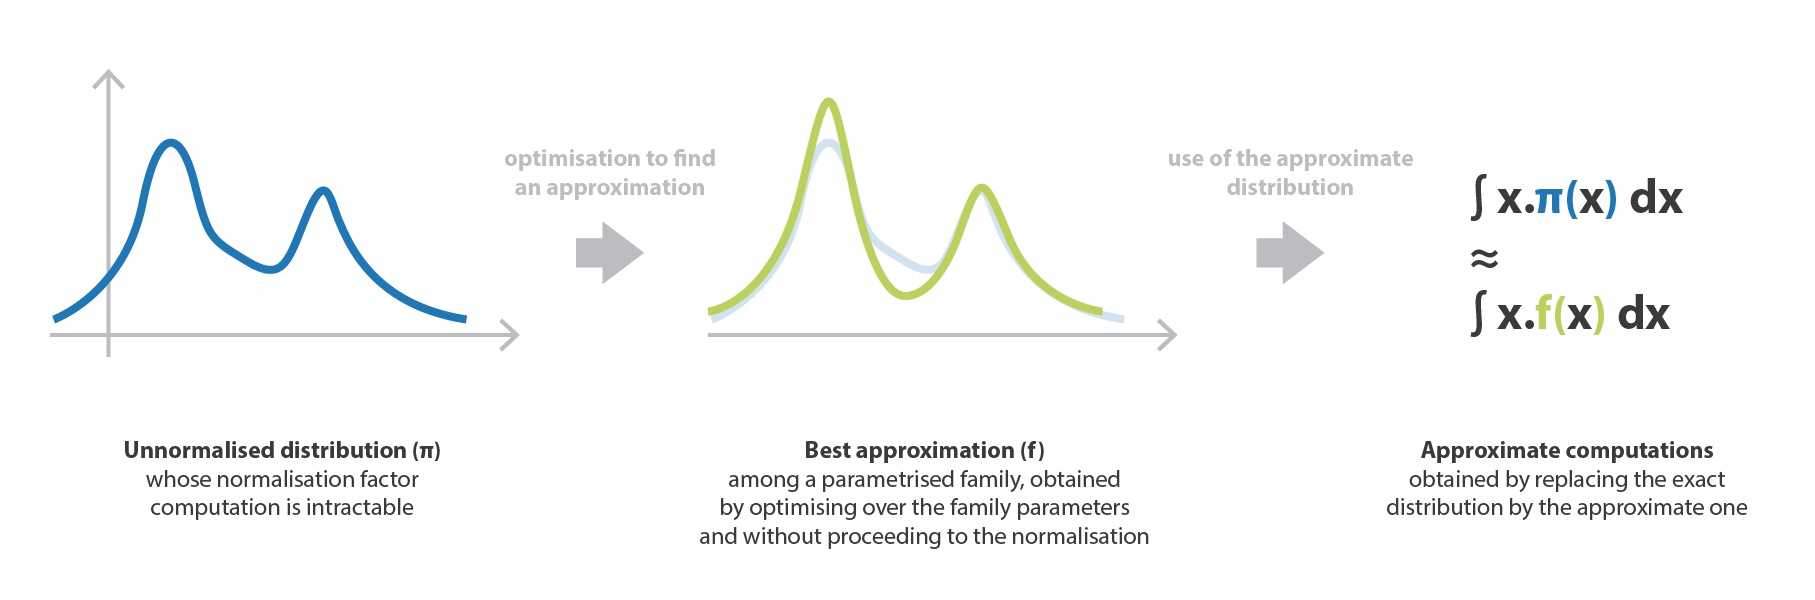 optimisation to find
an approximation
use of the approximate
distribution
∫ x.π(x) dx
≈
∫ x.f(x) dx
Unnormalised distribution (π)
whose normalisation factor
computation is intractable
Best approximation (f)
among a parametrised family, obtained
by optimising over the family parameters
and without proceeding to the normalisation
Approximate computations
obtained by replacing the exact
distribution by the approximate one